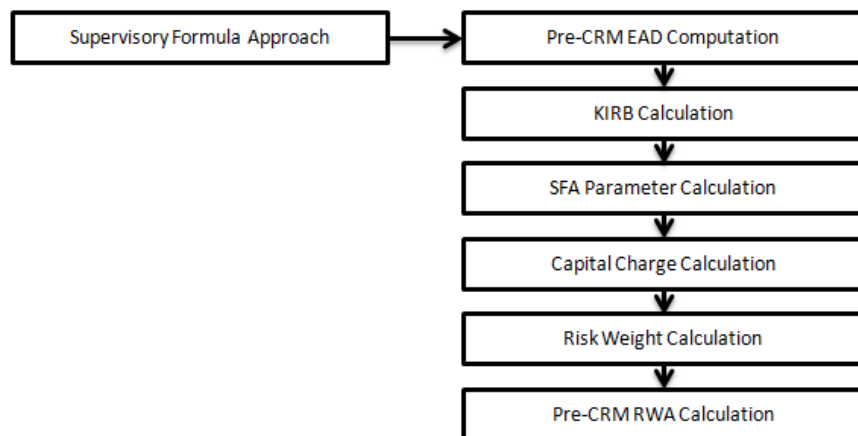 Supervisory Formula Approach
Pre-CRM EAD Computation
KIRB Calculation
SFA Parameter Calculation
Capital Charge Calculation
Risk Weight Calculation
Pre-CRM RWA Calculation